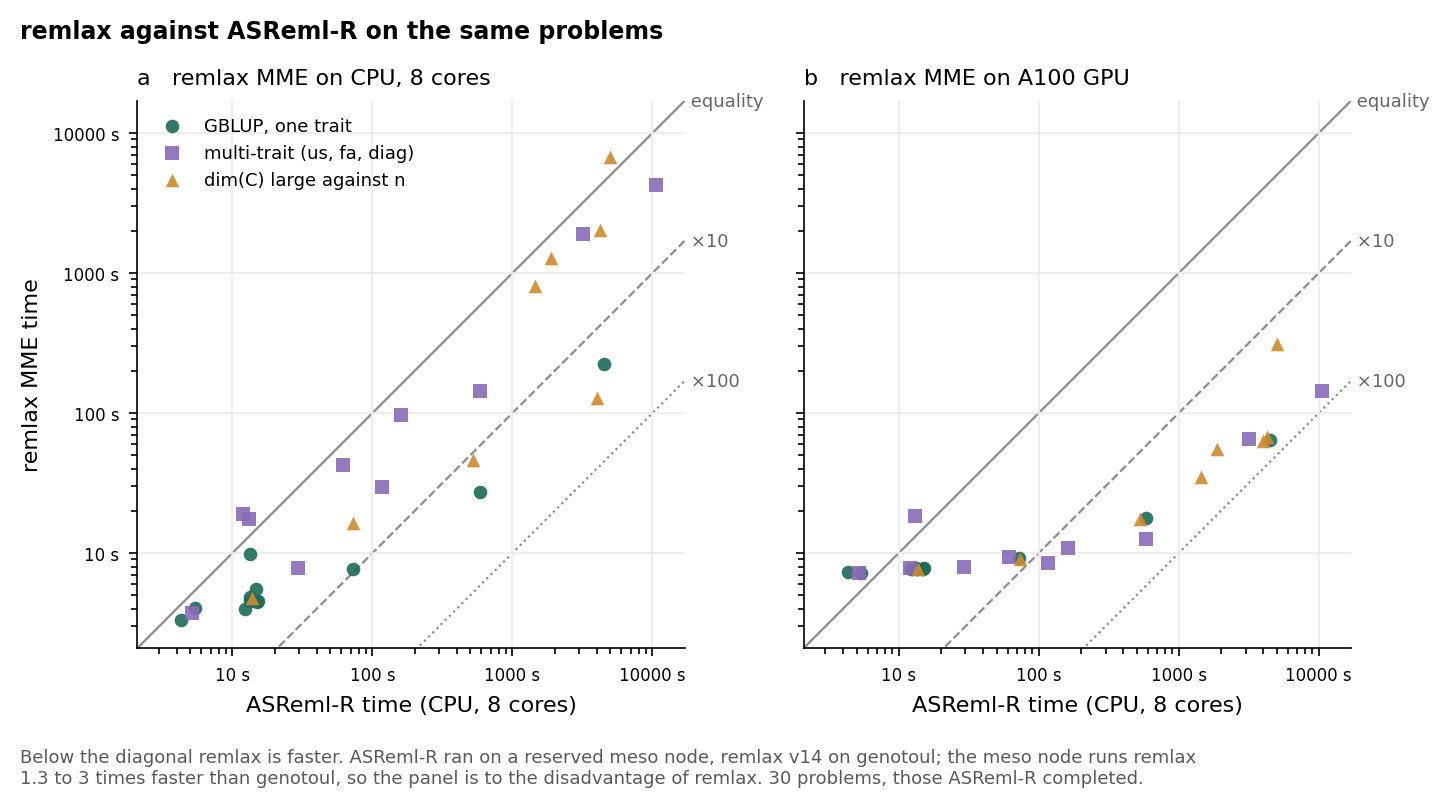 remlax against ASReml-R on the same problems
a remlax MME on CPU, 8 cores
equality
GBLUP, one trait
multi-trait (us, fa, diag)
dim(C) large against n
×10
×100
10000 s
1000 s
100 s
10 s
remlax MME time
10 s 100 s 1000 s 10000 s
ASReml-R time (CPU, 8 cores)
b remlax MME on A100 GPU
equality
×10
×100
10 s 100 s 1000 s 10000 s
ASReml-R time (CPU, 8 cores)
Below the diagonal remlax is faster. ASReml-R ran on a reserved meso node, remlax v14 on genotoul; the meso node runs remlax
1.3 to 3 times faster than genotoul, so the panel is to the disadvantage of remlax. 30 problems, those ASReml-R completed.